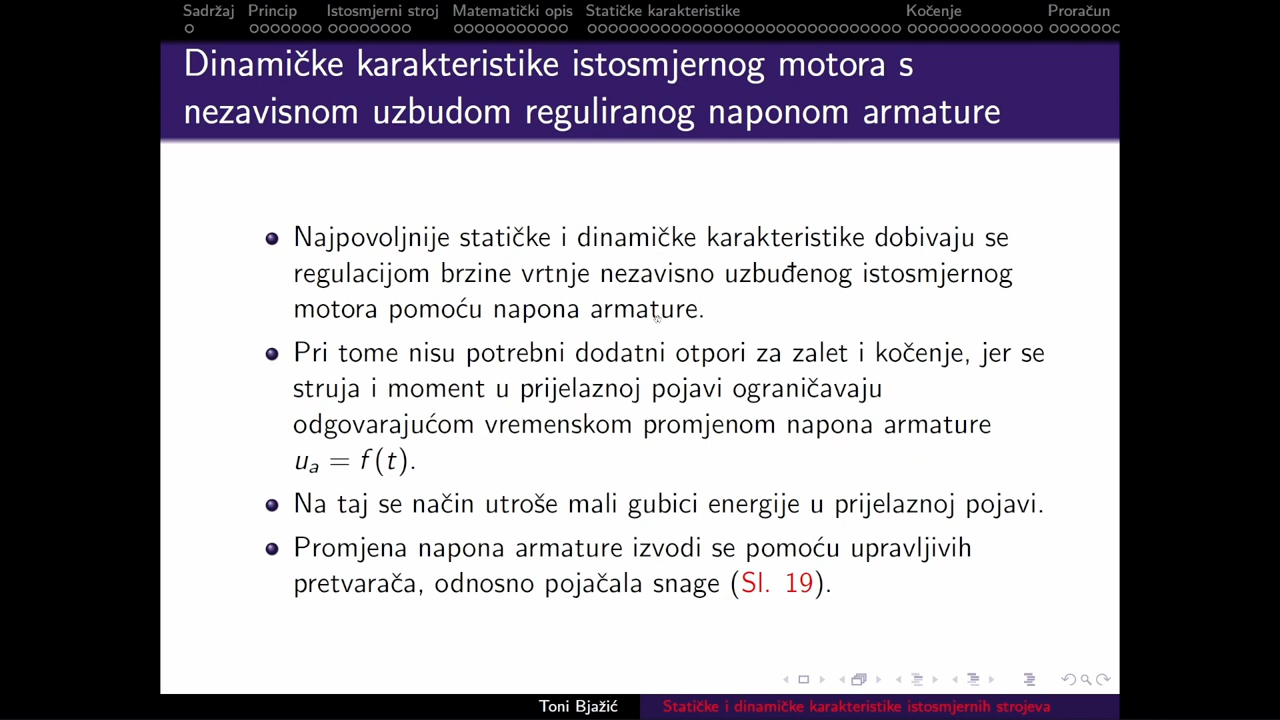 Sadržaj Princip Istosmjerni stroj Matematički opis Statičke karakteristike Kočenje Proračun
Dinamičke karakteristike istosmjernog motora s
nezavisnom uzbudom reguliranog naponom armature
Najpovoljnije statičke i dinamičke karakteristike dobivaju se
regulacijom brzine vrtnje nezavisno uzbuđenog istosmjernog
motora pomoću napona armature.
Pri tome nisu potrebni dodatni otpori za zalet i kočenje, jer se
struja i moment u prijelaznoj pojavi ograničavaju
odgovarajućom vremenskom promjenom napona armature
uₐ = f(t).
Na taj se način utroše mali gubici energije u prijelaznoj pojavi.
Promjena napona armature izvodi se pomoću upravljivih
pretvarača, odnosno pojačala snage (Sl. 19).
Toni Bjažić Statičke i dinamičke karakteristike istosmjernih strojeva